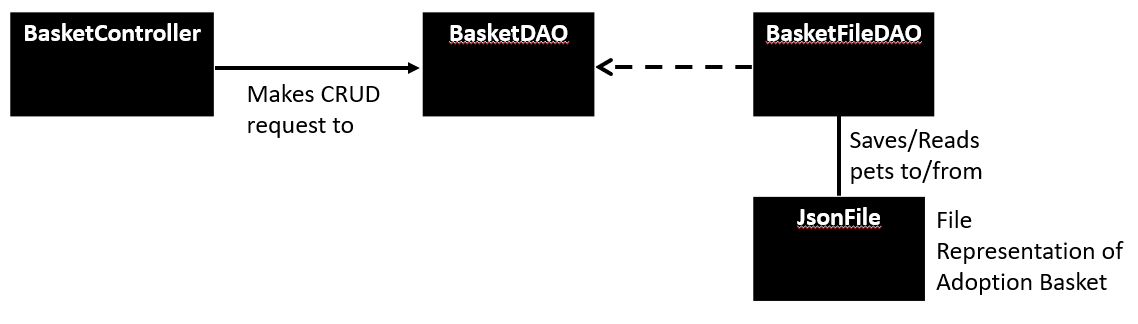 BasketController
BasketDAO
BasketFileDAO
Makes CRUD
request to
Saves/Reads
pets to/from
JsonFile
File
Representation of
Adoption Basket